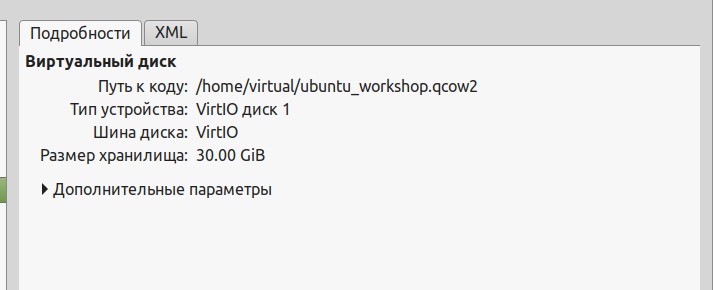 Подробности XML
Виртуальный диск
Путь к коду: /home/virtual/ubuntu_workshop.qcow2
Тип устройства: VirtIO диск 1
Шина диска: VirtIO
Размер хранилища: 30.00 GiB
Дополнительные параметры